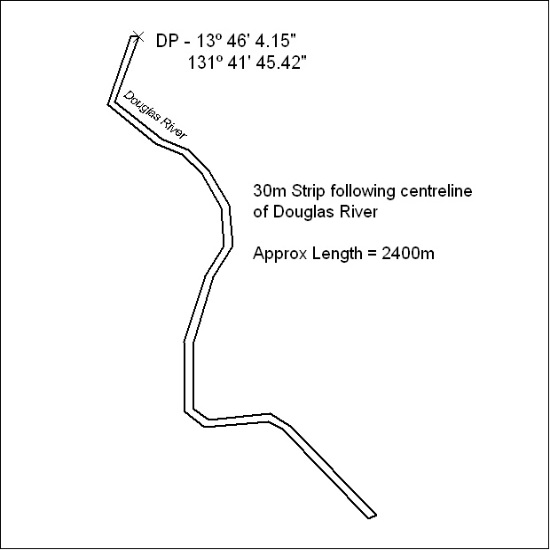 DP - 13º 46' 4.15"
131º 41' 45.42"
Douglas River
30m Strip following centreline
of Douglas River
Approx Length = 2400m